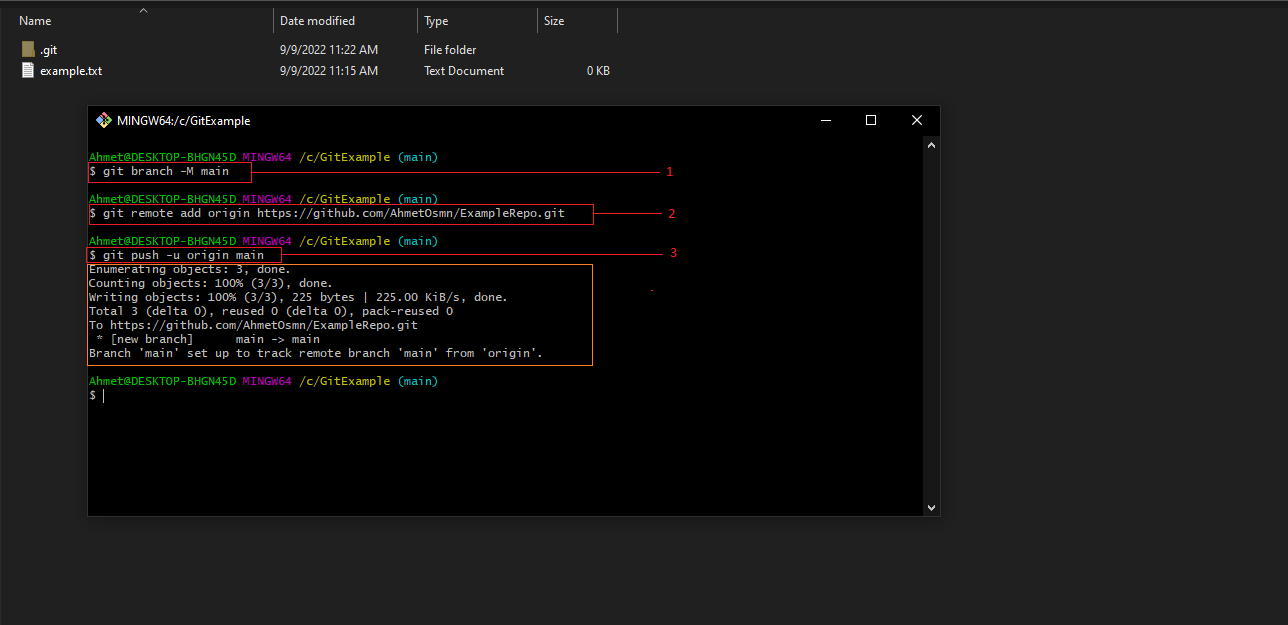 Name Date modified Type Size
.git 9/9/2022 11:22 AM File folder
example.txt 9/9/2022 11:15 AM Text Document 0 KB
MINGW64:/c/GitExample
Ahmet@DESKTOP-BHGN45D MINGW64 /c/GitExample (main)
$ git branch -M main 1
Ahmet@DESKTOP-BHGN45D MINGW64 /c/GitExample (main)
$ git remote add origin https://github.com/AhmetOsmn/ExampleRepo.git 2
Ahmet@DESKTOP-BHGN45D MINGW64 /c/GitExample (main)
$ git push -u origin main 3
Enumerating objects: 3, done.
Counting objects: 100% (3/3), done.
Writing objects: 100% (3/3), 225 bytes | 225.00 KiB/s, done.
Total 3 (delta 0), reused 0 (delta 0), pack-reused 0
To https://github.com/AhmetOsmn/ExampleRepo.git
 * [new branch]      main -> main
Branch 'main' set up to track remote branch 'main' from 'origin'.
Ahmet@DESKTOP-BHGN45D MINGW64 /c/GitExample (main)
$